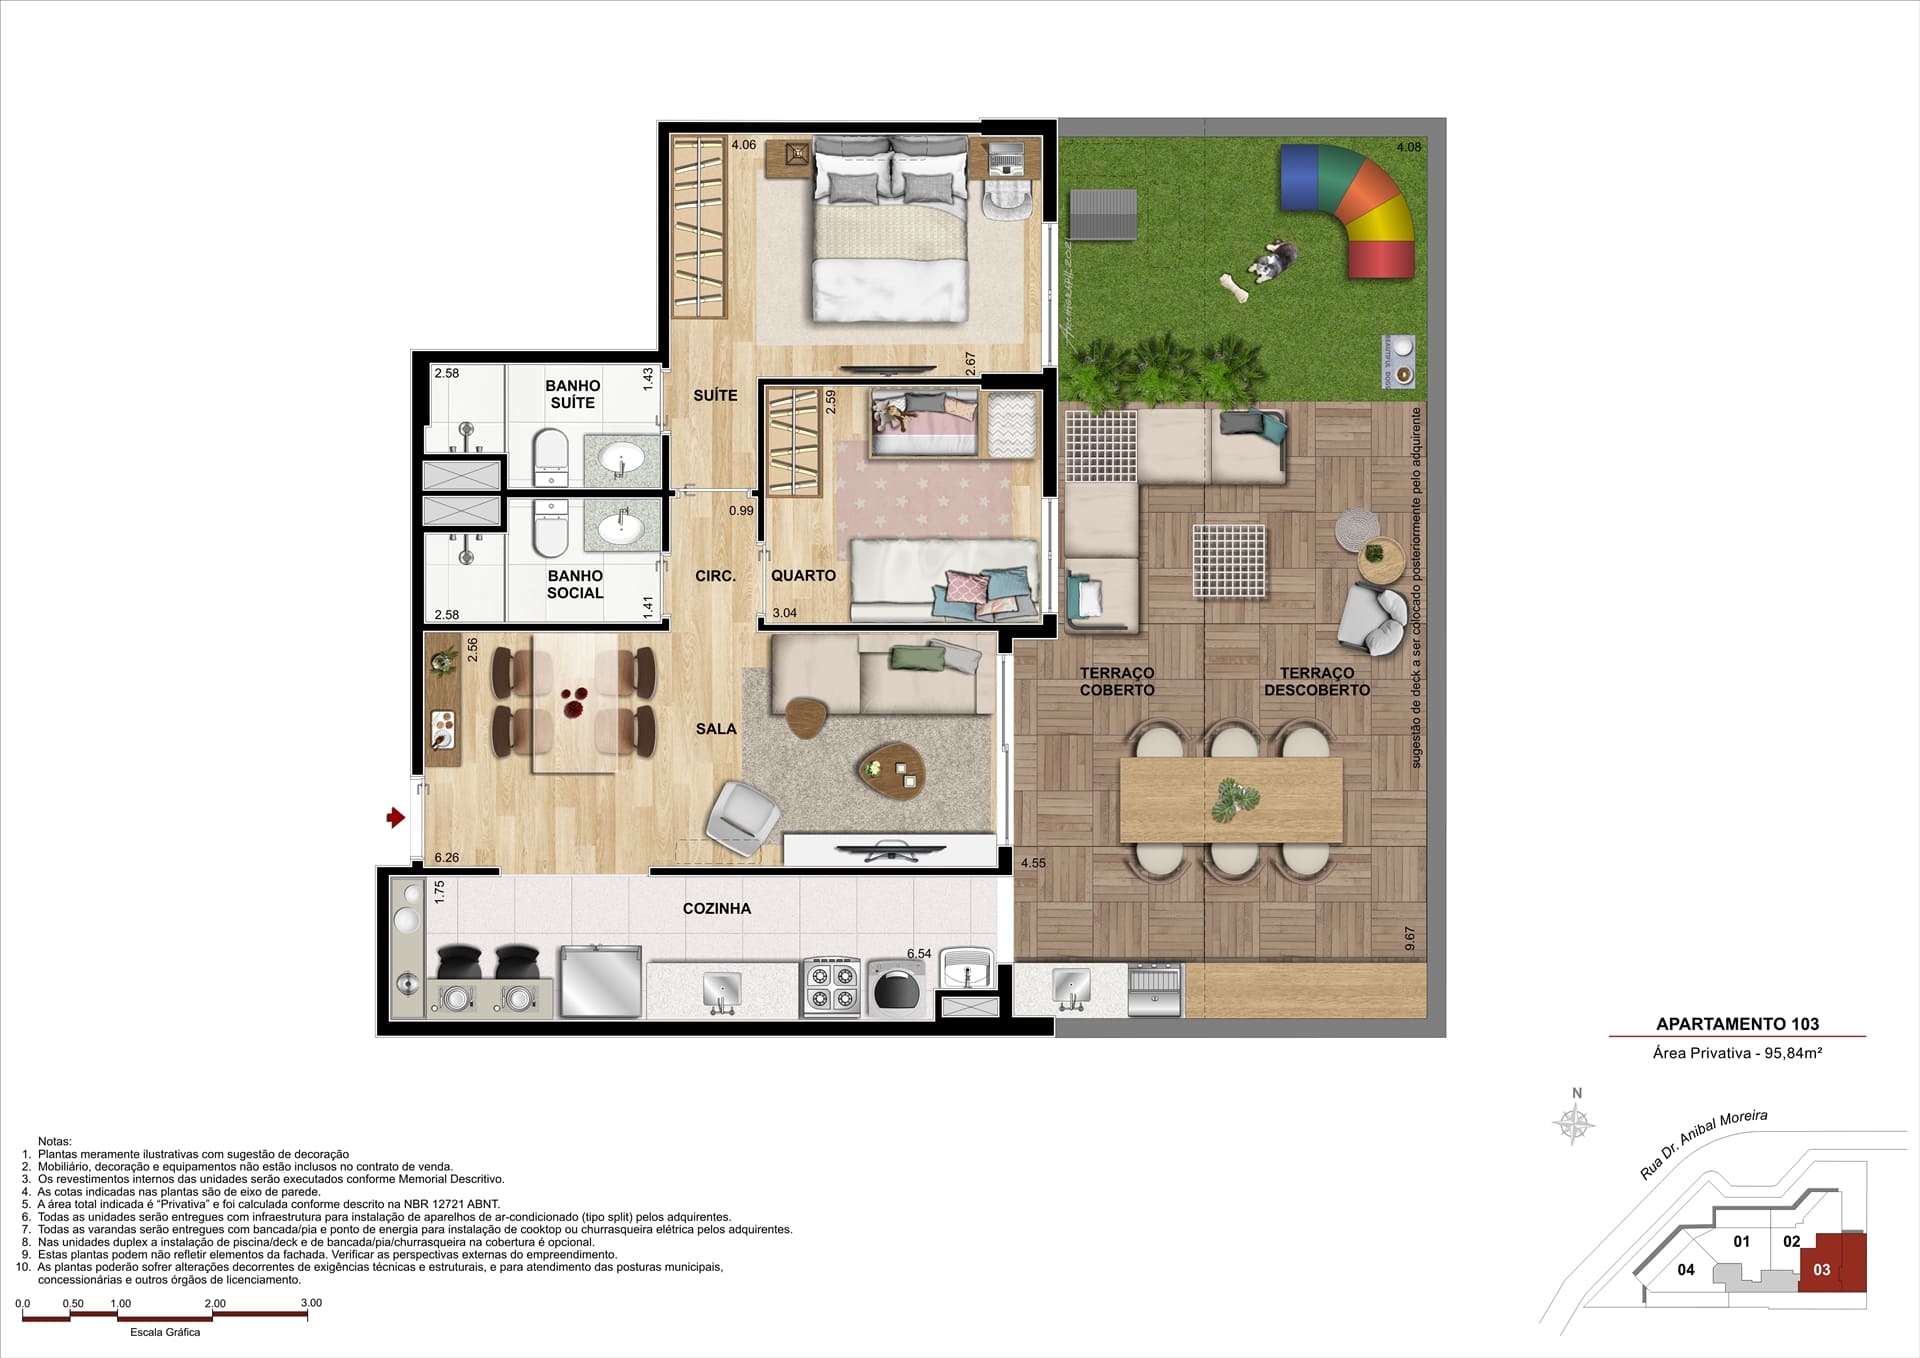 4.06
4.08
ARCHIGRAPH 2021
2.67
2.58
1.43
BANHO
SUÍTE
SUÍTE
2.59
BEAUTIFUL DOGS
0.99
BANHO
SOCIAL
2.58
1.41
CIRC.
QUARTO
3.04
sugestão de deck a ser colocado posteriormente pelo adquirente
2.56
SALA
TERRAÇO
COBERTO
TERRAÇO
DESCOBERTO
6.26
4.55
1.75
COZINHA
6.54
9.67
APARTAMENTO 103
Área Privativa - 95,84m²
N
Rua Dr. Anibal Moreira
01
02
03
04
Notas:
1. Plantas meramente ilustrativas com sugestão de decoração
2. Mobiliário, decoração e equipamentos não estão inclusos no contrato de venda.
3. Os revestimentos internos das unidades serão executados conforme Memorial Descritivo.
4. As cotas indicadas nas plantas são de eixo de parede.
5. A área total indicada é “Privativa” e foi calculada conforme descrito na NBR 12721 ABNT.
6. Todas as unidades serão entregues com infraestrutura para instalação de aparelhos de ar-condicionado (tipo split) pelos adquirentes.
7. Todas as varandas serão entregues com bancada/pia e ponto de energia para instalação de cooktop ou churrasqueira elétrica pelos adquirentes.
8. Nas unidades duplex a instalação de piscina/deck e de bancada/pia/churrasqueira na cobertura é opcional.
9. Estas plantas podem não refletir elementos da fachada. Verificar as perspectivas externas do empreendimento.
10. As plantas poderão sofrer alterações decorrentes de exigências técnicas e estruturais, e para atendimento das posturas municipais,
concessionárias e outros órgãos de licenciamento.
0.0 0.50 1.00 2.00 3.00
Escala Gráfica